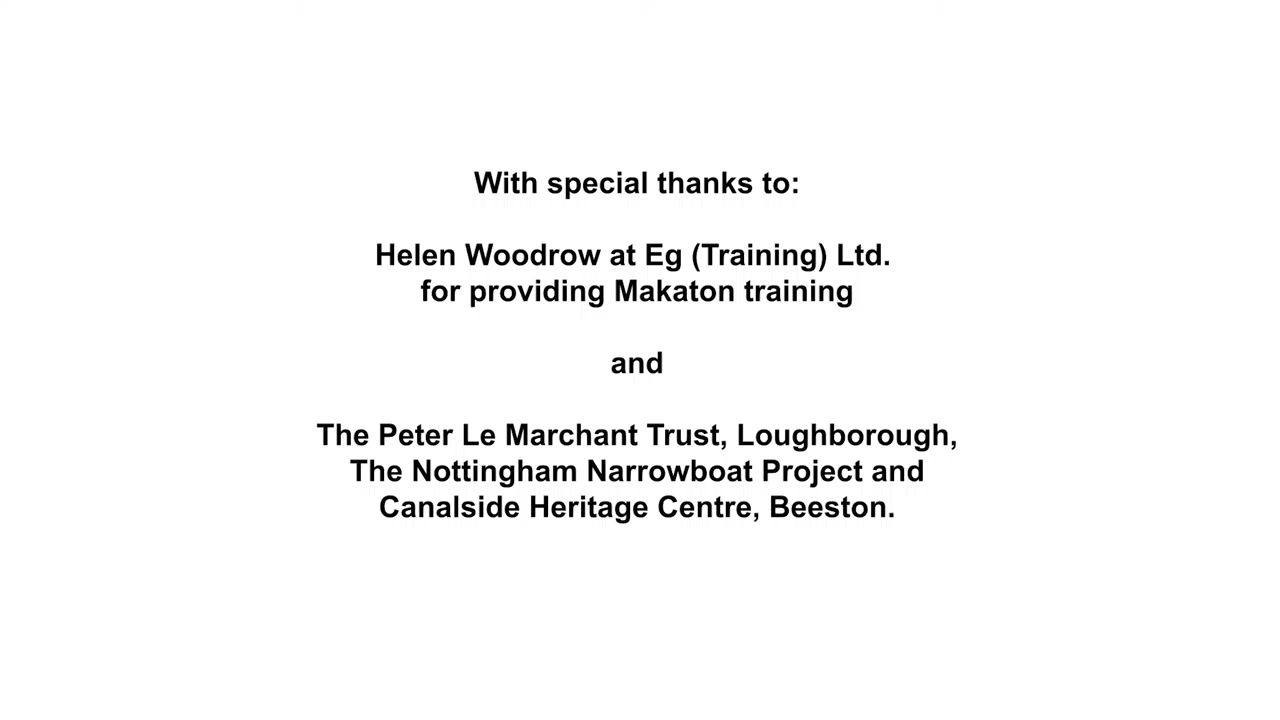 With special thanks to:
Helen Woodrow at Eg (Training) Ltd.
for providing Makaton training
and
The Peter Le Marchant Trust, Loughborough,
The Nottingham Narrowboat Project and
Canalside Heritage Centre, Beeston.